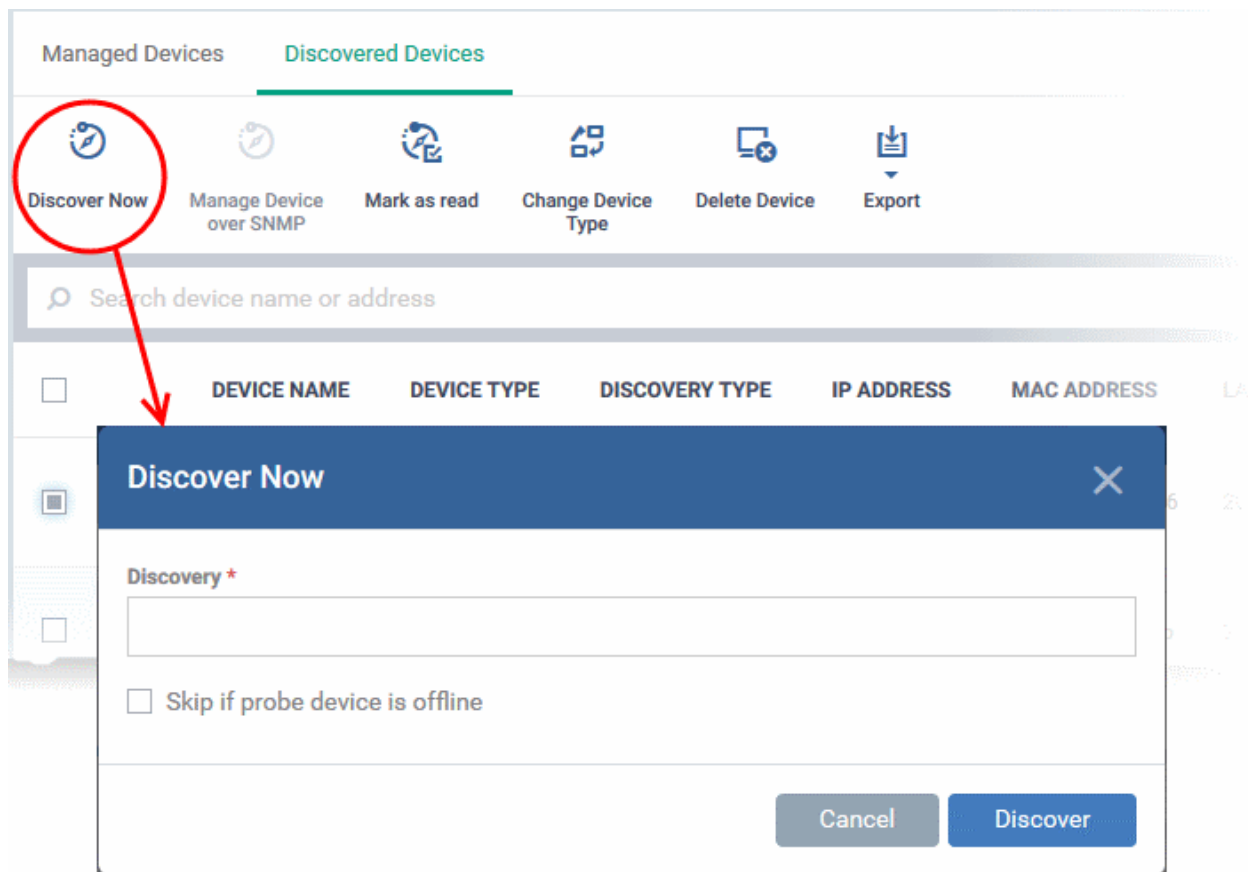 Managed Devices Discovered Devices
Discover Now Manage Device over SNMP Mark as read Change Device Type Delete Device Export
Search device name or address
DEVICE NAME DEVICE TYPE DISCOVERY TYPE IP ADDRESS MAC ADDRESS
Discover Now
Discovery *
Skip if probe device is offline
Cancel Discover